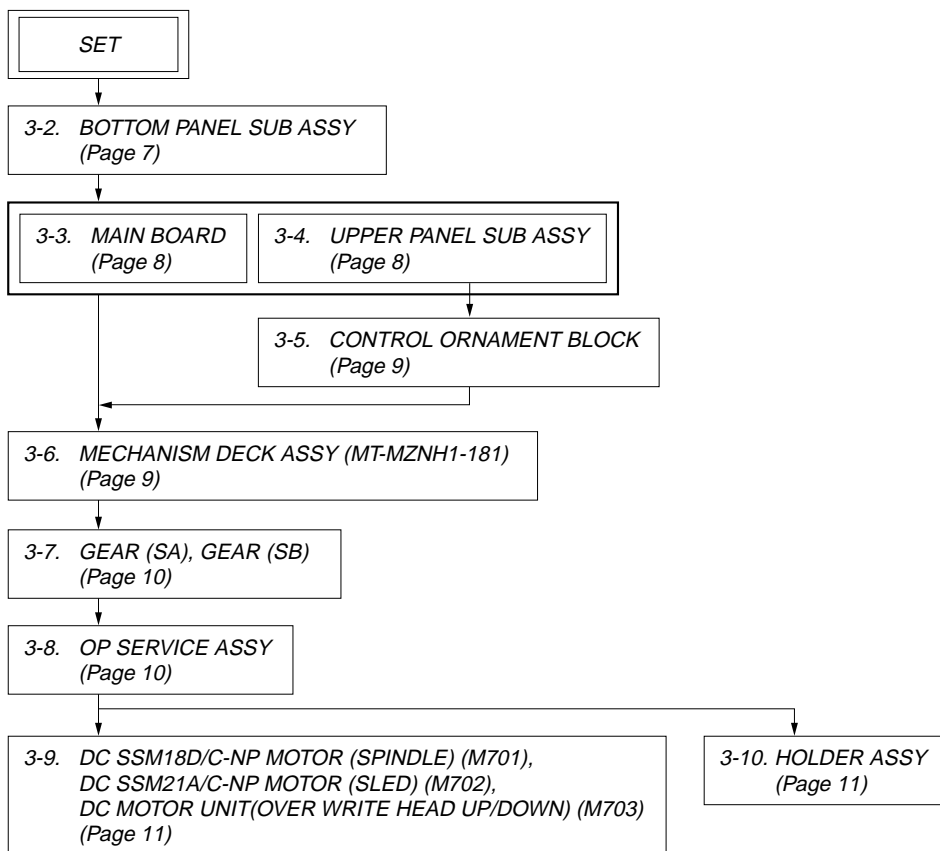 SET
3-2. BOTTOM PANEL SUB ASSY
(Page 7)
3-3. MAIN BOARD
(Page 8)
3-4. UPPER PANEL SUB ASSY
(Page 8)
3-5. CONTROL ORNAMENT BLOCK
(Page 9)
3-6. MECHANISM DECK ASSY (MT-MZNH1-181)
(Page 9)
3-7. GEAR (SA), GEAR (SB)
(Page 10)
3-8. OP SERVICE ASSY
(Page 10)
3-9. DC SSM18D/C-NP MOTOR (SPINDLE) (M701),
DC SSM21A/C-NP MOTOR (SLED) (M702),
DC MOTOR UNIT(OVER WRITE HEAD UP/DOWN) (M703)
(Page 11)
3-10. HOLDER ASSY
(Page 11)